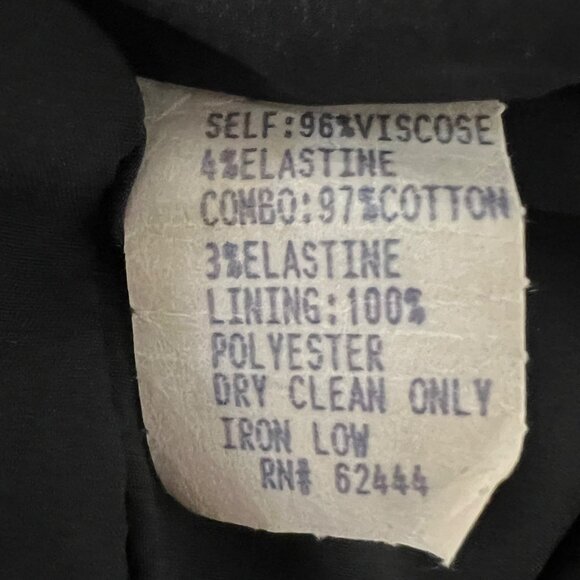 SELF:96%VISCOSE
4%ELASTINE
COMBO:97%COTTON
3%ELASTINE
LINING:100%
POLYESTER
DRY CLEAN ONLY
IRON LOW
RN# 62444